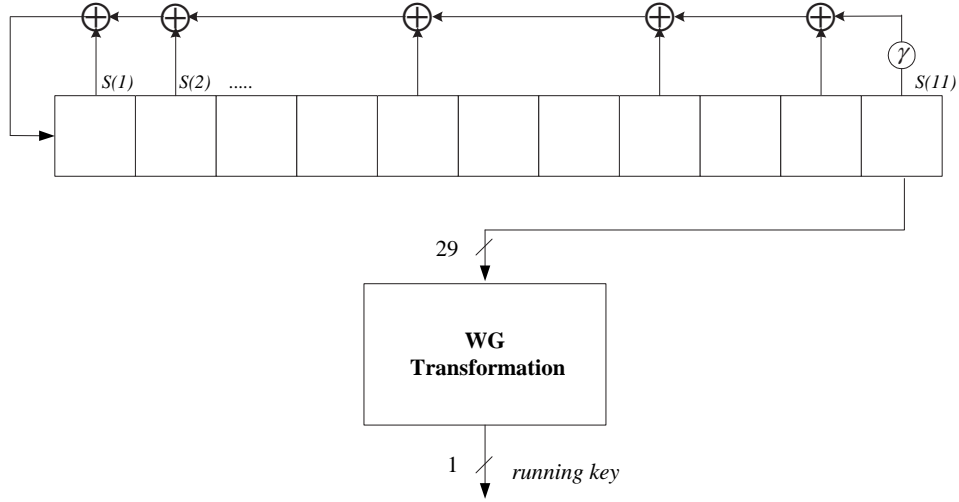 γ
S(1) S(2) ..... S(11)
29
WG
Transformation
1
running key